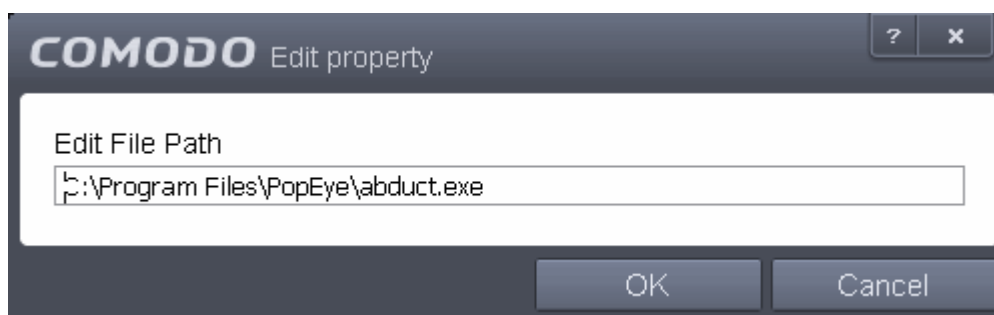 COMODO Edit property
? ×
Edit File Path
C:\Program Files\PopEye\abduct.exe
OK Cancel